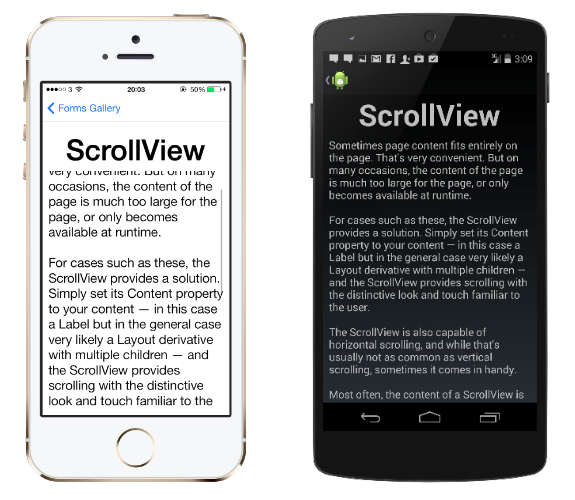 3 20:03 50%
Forms Gallery
ScrollView
very convenient. But on many
occasions, the content of the
page is much too large for the
page, or only becomes
available at runtime.
For cases such as these, the
ScrollView provides a solution.
Simply set its Content property
to your content — in this case
a Label but in the general case
very likely a Layout derivative
with multiple children — and
the ScrollView provides
scrolling with the distinctive
look and touch familiar to the
3G 3:09
ScrollView
Sometimes page content fits entirely on
the page. That's very convenient. But on
many occasions, the content of the page
is much too large for the page, or only
becomes available at runtime.
For cases such as these, the ScrollView
provides a solution. Simply set its Content
property to your content — in this case a
Label but in the general case very likely a
Layout derivative with multiple children —
and the ScrollView provides scrolling with
the distinctive look and touch familiar to
the user.
The ScrollView is also capable of
horizontal scrolling, and while that's
usually not as common as vertical
scrolling, sometimes it comes in handy.
Most often, the content of a ScrollView is